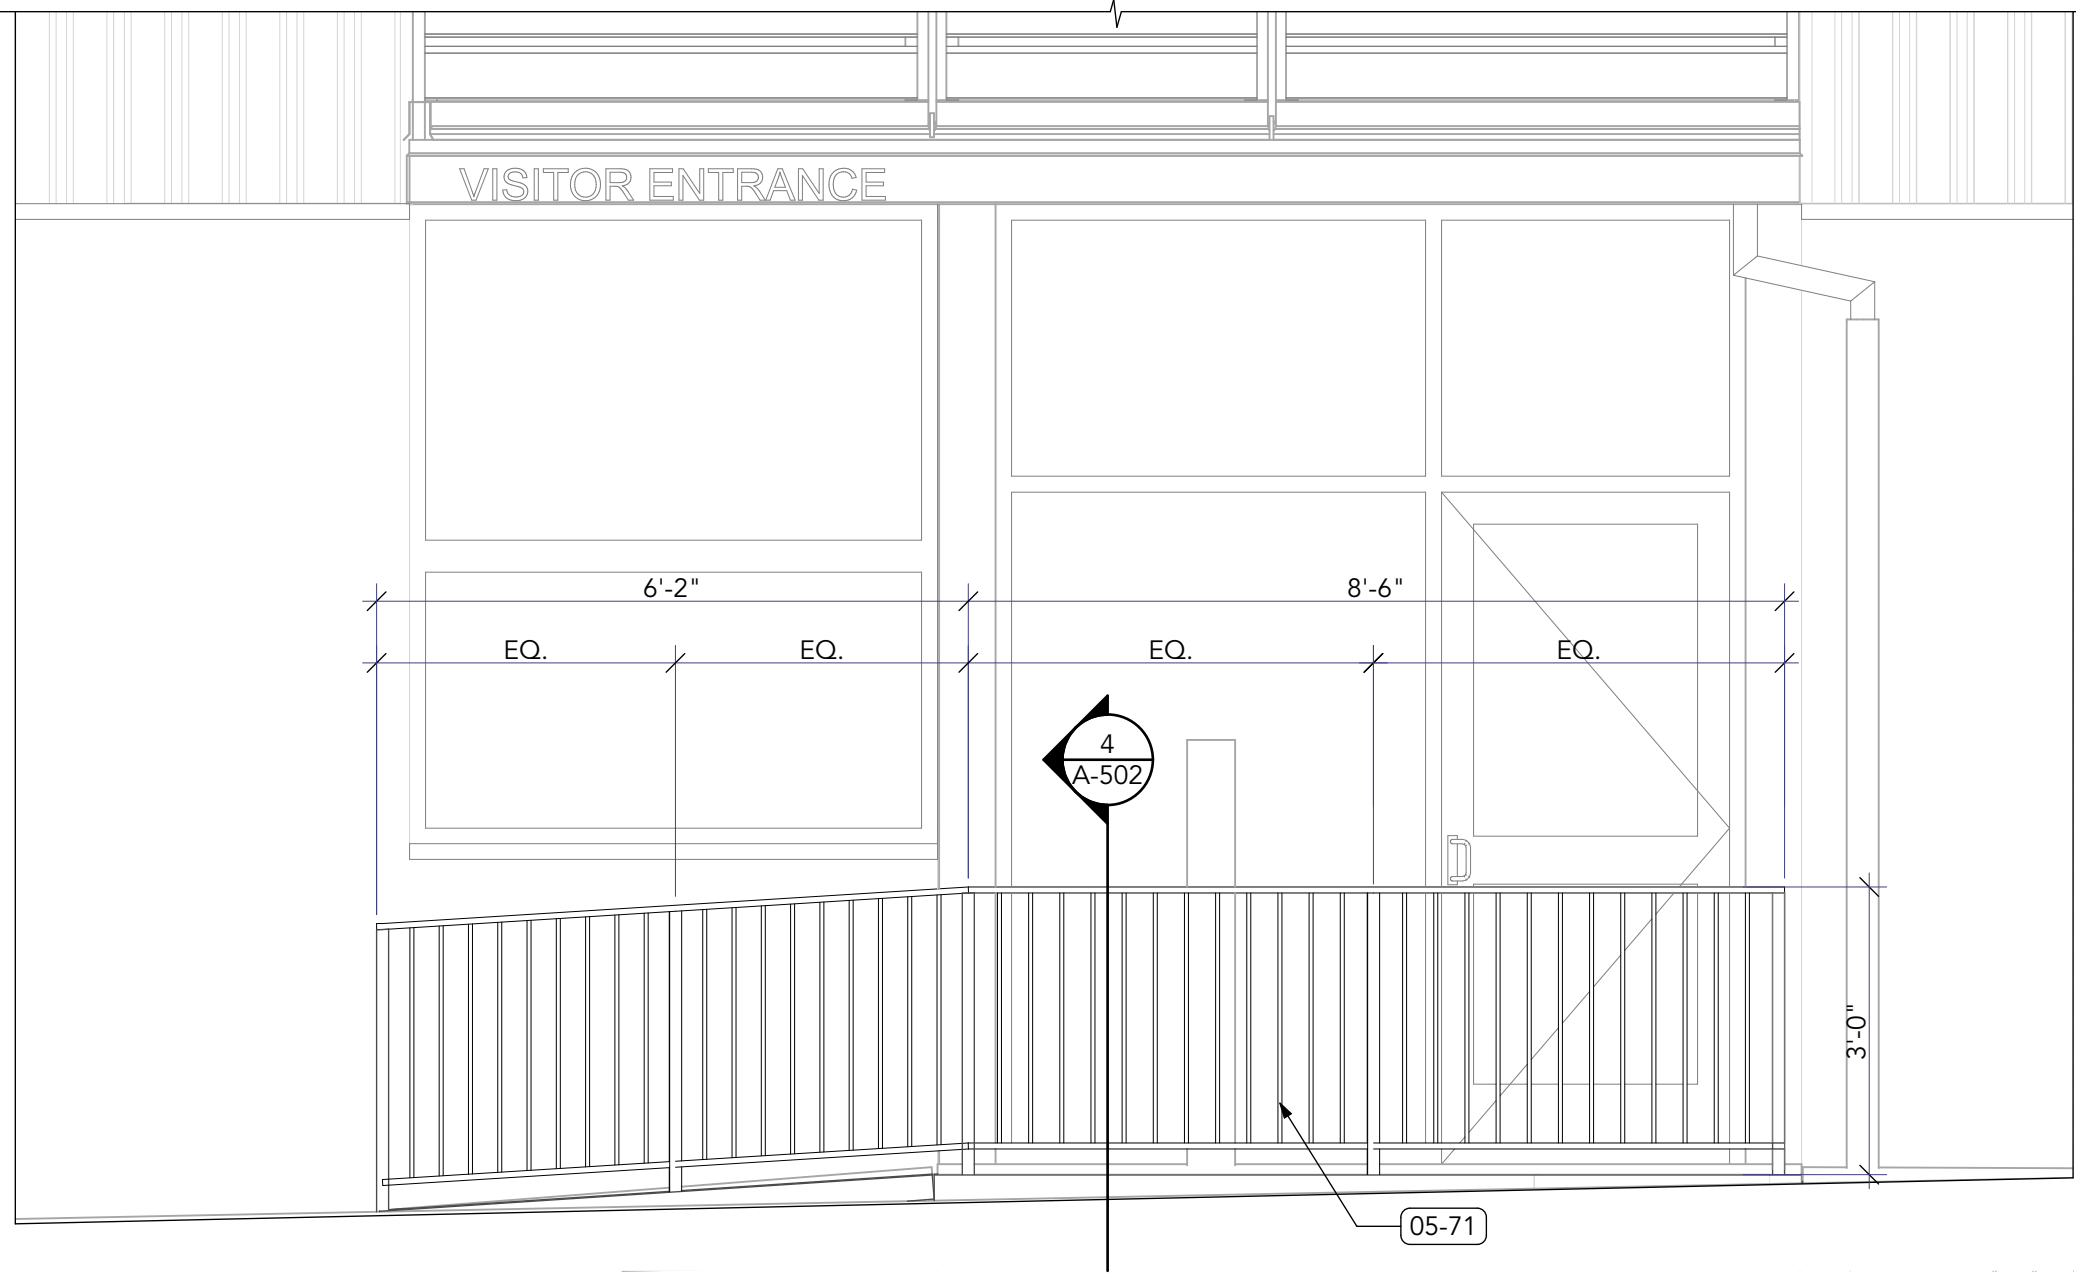 VISITOR ENTRANCE
6'-2"
8'-6"
EQ.
EQ.
EQ.
EQ.
4
A-502
3'-0"
05-71